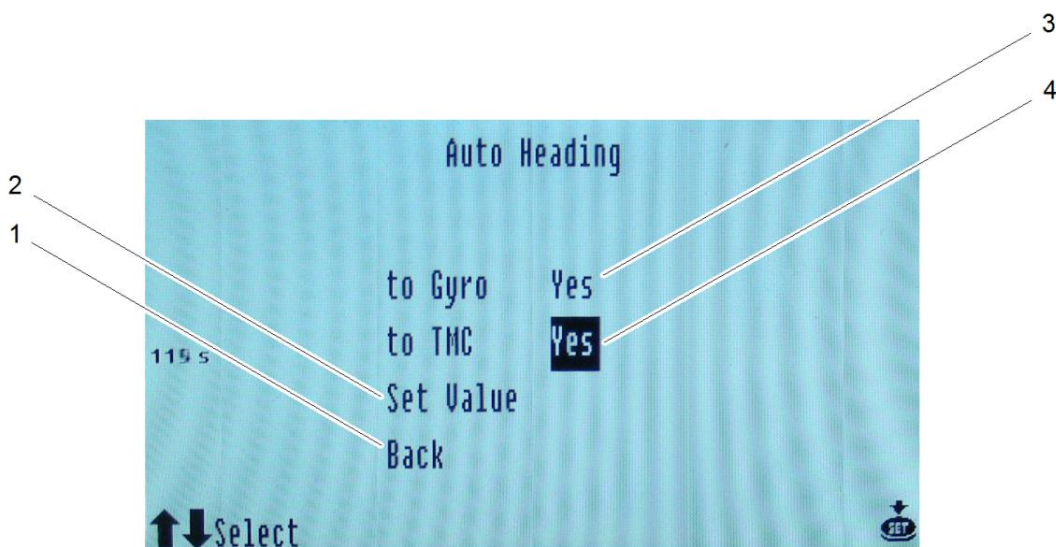 3
4
Auto Heading
2
1
to Gyro Yes
to TMC Yes
115 s
Set Value
Back
Select
SET